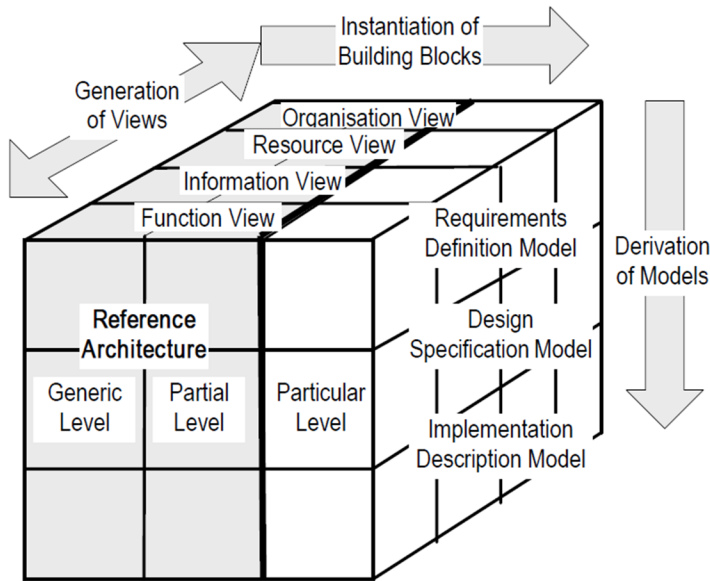 Instantiation of
Building Blocks
Generation
of Views
Organisation View
Resource View
Information View
Function View
Requirements
Definition Model
Derivation
of Models
Reference
Architecture
Design
Specification Model
Generic
Level
Partial
Level
Particular
Level
Implementation
Description Model